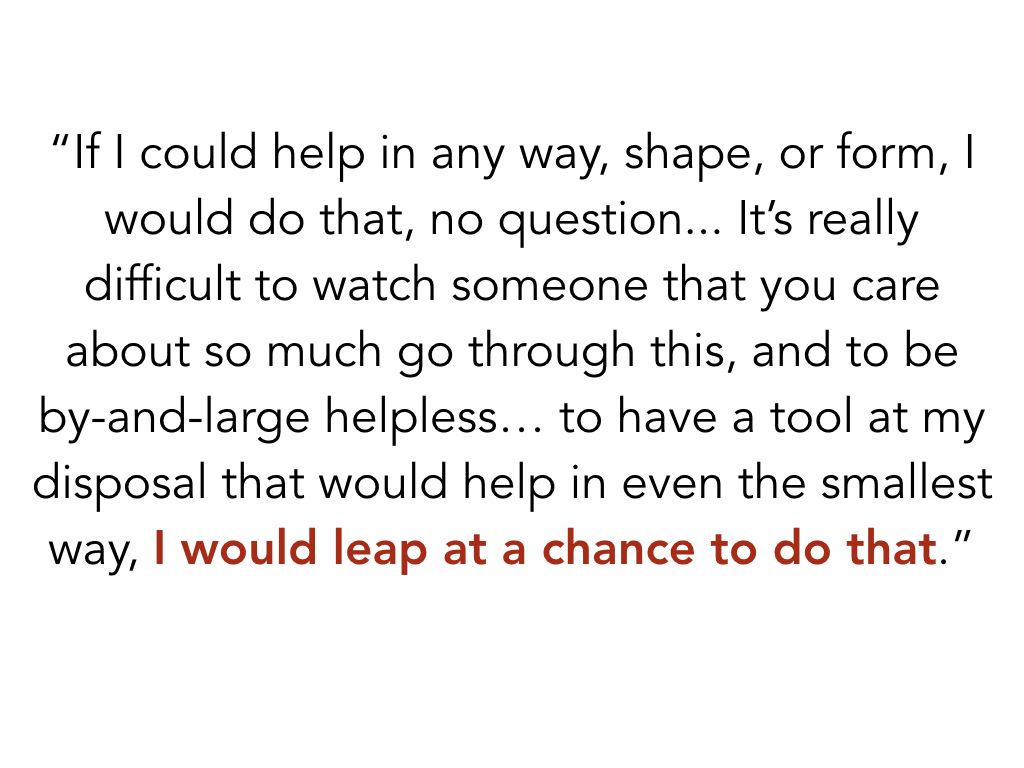 “If I could help in any way, shape, or form, I
would do that, no question... It’s really
difficult to watch someone that you care
about so much go through this, and to be
by-and-large helpless… to have a tool at my
disposal that would help in even the smallest
way, I would leap at a chance to do that.”